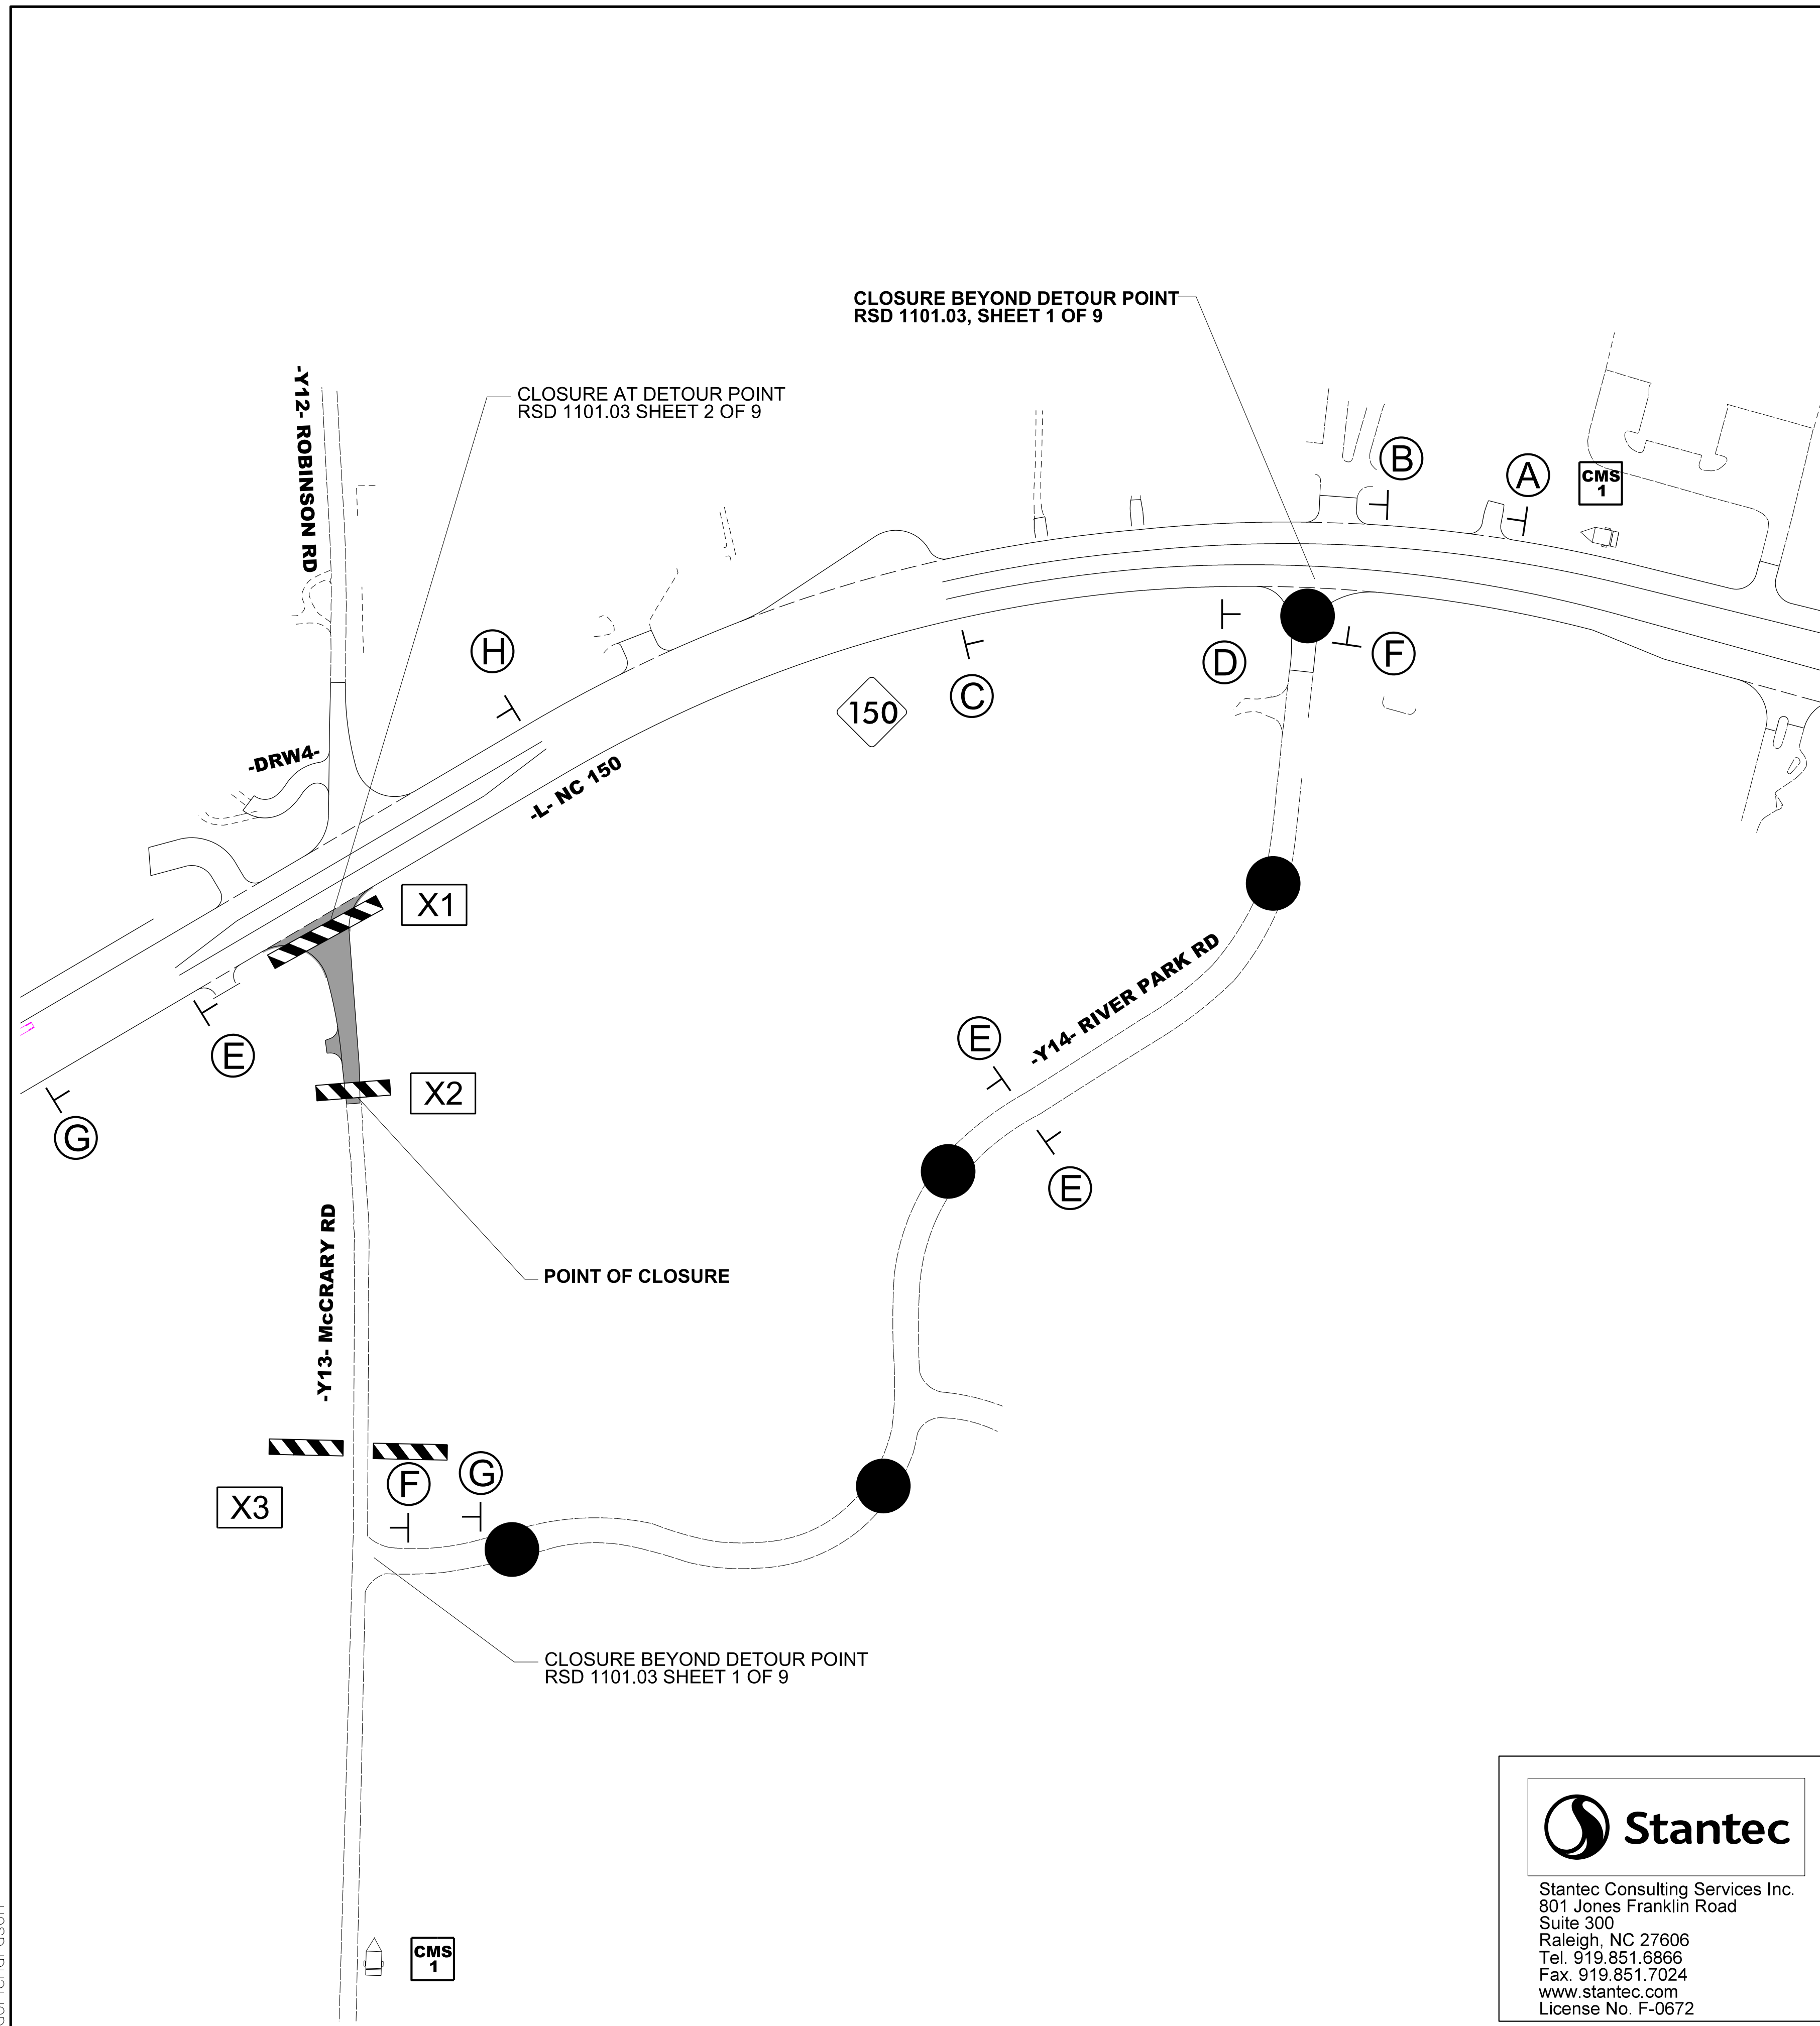 CLOSURE BEYOND DETOUR POINT
RSD 1101.03, SHEET 1 OF 9
-Y12- ROBINSON RD
CLOSURE AT DETOUR POINT
RSD 1101.03 SHEET 2 OF 9
B
A
CMS
1
H
D
F
C
150
-DRW4-
-L- NC 150
X1
-Y14- RIVER PARK RD
E
E
X2
G
E
-Y13- McCRARY RD
POINT OF CLOSURE
F
G
X3
CLOSURE BEYOND DETOUR POINT
RSD 1101.03 SHEET 1 OF 9
CMS
1
Stantec
Stantec Consulting Services Inc.
801 Jones Franklin Road
Suite 300
Raleigh, NC 27606
Tel. 919.851.6866
Fax. 919.851.7024
www.stantec.com
License No. F-0672